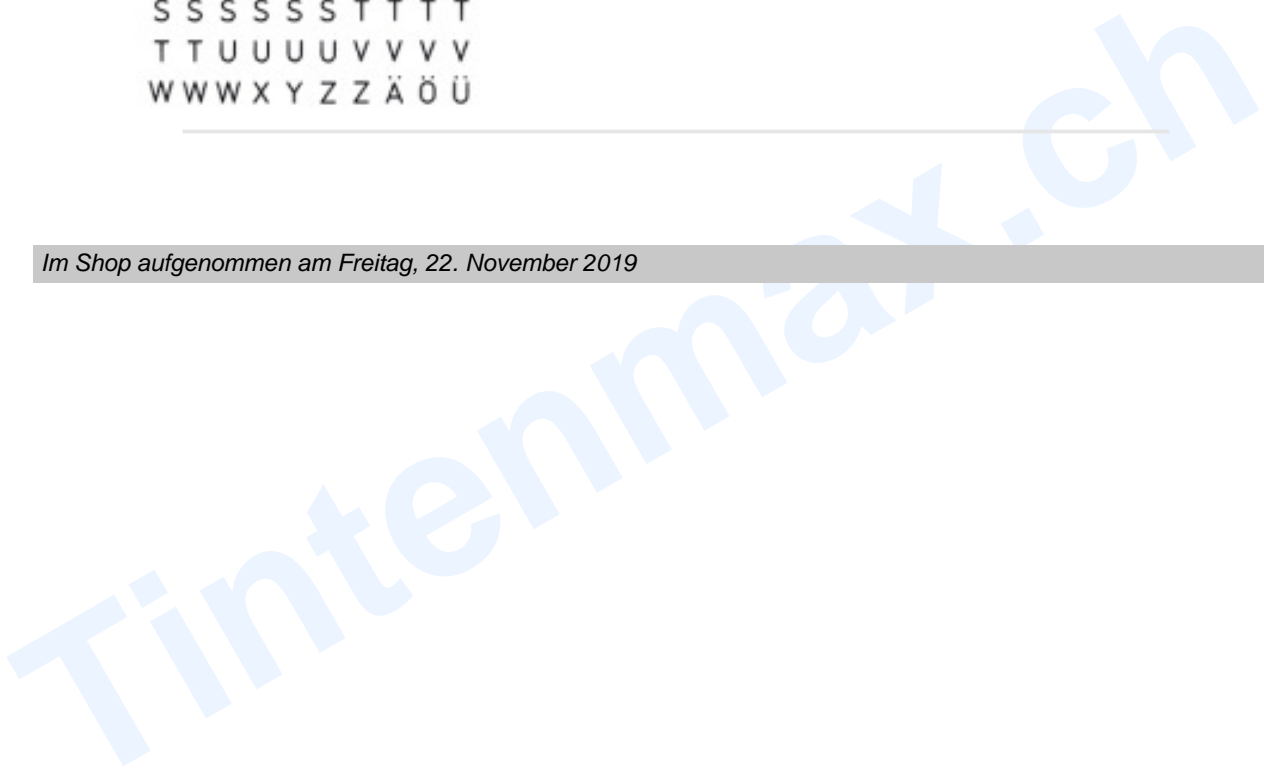 S S S S S S T T T T
T T U U U U V V V V
W W W X Y Z Z Ä Ö Ü
Im Shop aufgenommen am Freitag, 22. November 2019
Tintenmax.ch